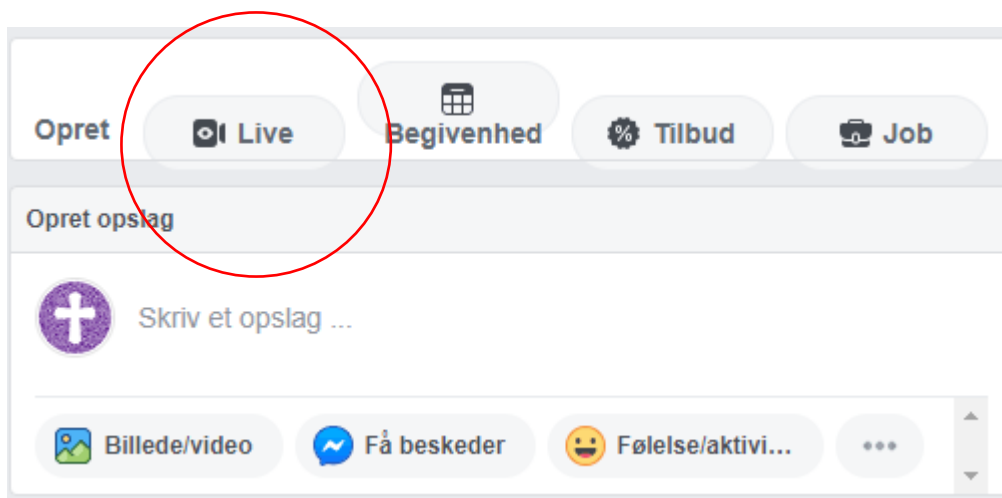 Opret Live Begivenhed Tilbud Job
Opret opslag
Skriv et opslag ...
Billede/video Få beskeder Følelse/aktivi...